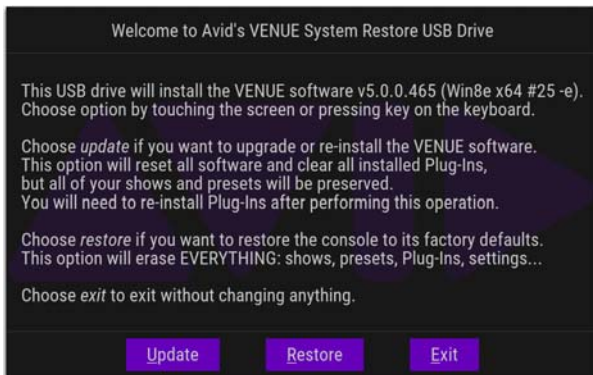 Welcome to Avid's VENUE System Restore USB Drive
This USB drive will install the VENUE software v5.0.0.465 (Win8e x64 #25 -e).
Choose option by touching the screen or pressing key on the keyboard.
Choose update if you want to upgrade or re-install the VENUE software.
This option will reset all software and clear all installed Plug-Ins,
but all of your shows and presets will be preserved.
You will need to re-install Plug-Ins after performing this operation.
Choose restore if you want to restore the console to its factory defaults.
This option will erase EVERYTHING: shows, presets, Plug-Ins, settings...
Choose exit to exit without changing anything.
Update Restore Exit